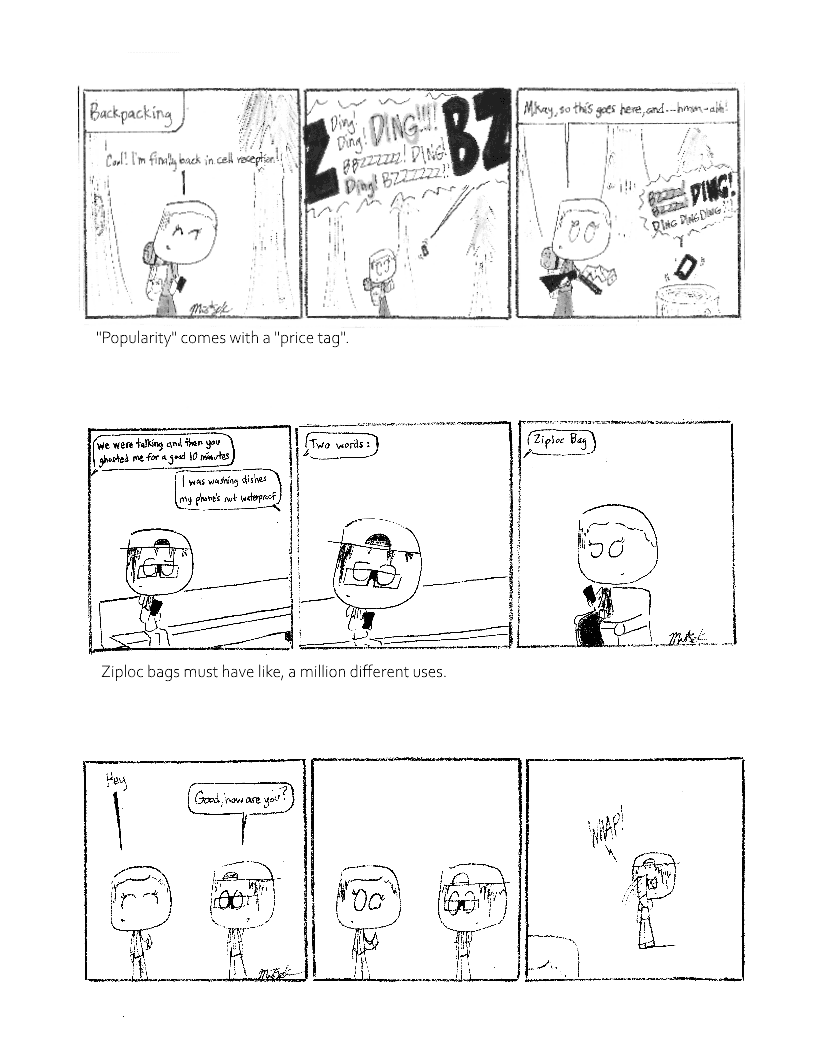 Backpacking
Cool! I'm finally back in cell reception!
Ding!
Ding!
DING!!!!
BBZZZZZZ! DING!
Ding! BZZZZZZ!!
Z
BZ
Mkay, so this goes here, and---hmm-ahh!
BZZZZ!
BZZZZ
DING!
DING DING DING!
"Popularity" comes with a "price tag".
We were talking and then you
ghosted me for a good 10 minutes
I was washing dishes
my phone's not waterproof
Two words:
Ziploc Bag
Ziploc bags must have like, a million different uses.
Hey
Good, how are you?
WHAP!